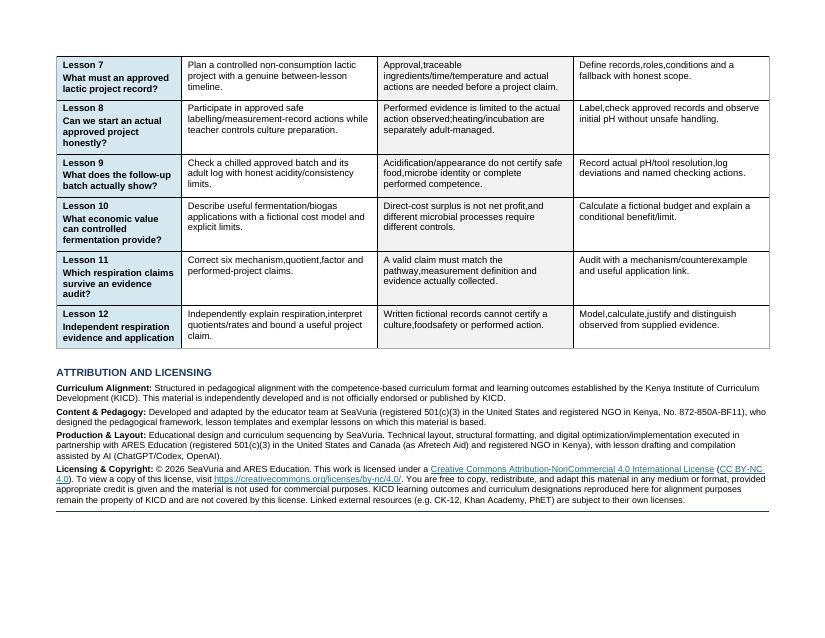 Lesson 7
What must an approved
lactic project record?
Plan a controlled non-consumption lactic
project with a genuine between-lesson
timeline.
Approval,traceable
ingredients/time/temperature and actual
actions are needed before a project claim.
Define records,roles,conditions and a
fallback with honest scope.
Lesson 8
Can we start an actual
approved project
honestly?
Participate in approved safe
labelling/measurement-record actions while
teacher controls culture preparation.
Performed evidence is limited to the actual
action observed;heating/incubation are
separately adult-managed.
Label,check approved records and observe
initial pH without unsafe handling.
Lesson 9
What does the follow-up
batch actually show?
Check a chilled approved batch and its
adult log with honest acidity/consistency
limits.
Acidification/appearance do not certify safe
food,microbe identity or complete
performed competence.
Record actual pH/tool resolution,log
deviations and named checking actions.
Lesson 10
What economic value
can controlled
fermentation provide?
Describe useful fermentation/biogas
applications with a fictional cost model and
explicit limits.
Direct-cost surplus is not net profit,and
different microbial processes require
different controls.
Calculate a fictional budget and explain a
conditional benefit/limit.
Lesson 11
Which respiration claims
survive an evidence
audit?
Correct six mechanism,quotient,factor and
performed-project claims.
A valid claim must match the
pathway,measurement definition and
evidence actually collected.
Audit with a mechanism/counterexample
and useful application link.
Lesson 12
Independent respiration
evidence and application
Independently explain respiration,interpret
quotients/rates and bound a useful project
claim.
Written fictional records cannot certify a
culture,foodsafety or performed action.
Model,calculate,justify and distinguish
observed from supplied evidence.
ATTRIBUTION AND LICENSING
Curriculum Alignment: Structured in pedagogical alignment with the competence-based curriculum format and learning outcomes established by the Kenya Institute of Curriculum
Development (KICD). This material is independently developed and is not officially endorsed or published by KICD.
Content & Pedagogy: Developed and adapted by the educator team at SeaVuria (registered 501(c)(3) in the United States and registered NGO in Kenya, No. 872-850A-BF11), who
designed the pedagogical framework, lesson templates and exemplar lessons on which this material is based.
Production & Layout: Educational design and curriculum sequencing by SeaVuria. Technical layout, structural formatting, and digital optimization/implementation executed in
partnership with ARES Education (registered 501(c)(3) in the United States and Canada (as Afretech Aid) and registered NGO in Kenya), with lesson drafting and compilation
assisted by AI (ChatGPT/Codex, OpenAI).
Licensing & Copyright: © 2026 SeaVuria and ARES Education. This work is licensed under a Creative Commons Attribution-NonCommercial 4.0 International License (CC BY-NC
4.0). To view a copy of this license, visit https://creativecommons.org/licenses/by-nc/4.0/. You are free to copy, redistribute, and adapt this material in any medium or format, provided
appropriate credit is given and the material is not used for commercial purposes. KICD learning outcomes and curriculum designations reproduced here for alignment purposes
remain the property of KICD and are not covered by this license. Linked external resources (e.g. CK-12, Khan Academy, PhET) are subject to their own licenses.